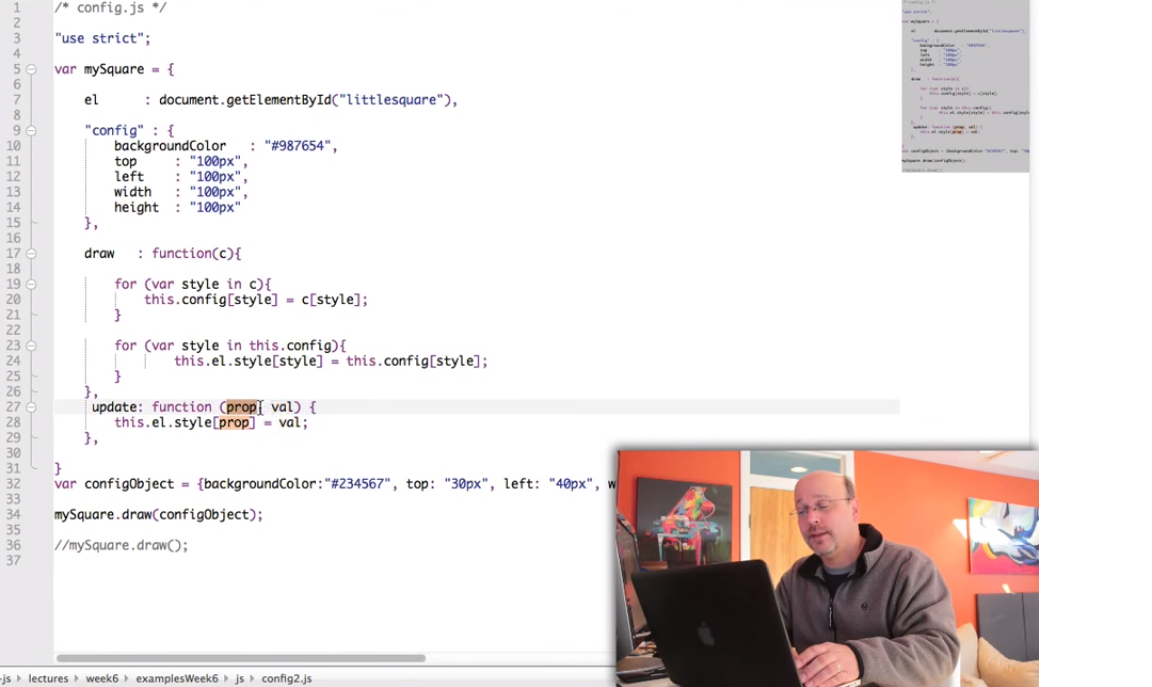 1 /* config.js */
2
3 "use strict";
4
5 var mySquare = {
6
7 el : document.getElementById("littlesquare"),
8
9 "config" : {
10 backgroundColor : "#987654",
11 top : "100px",
12 left : "100px",
13 width : "100px",
14 height : "100px"
15 },
16
17 draw : function(c){
18
19 for (var style in c){
20 this.config[style] = c[style];
21 }
22
23 for (var style in this.config){
24 this.el.style[style] = this.config[style];
25 }
26 },
27 update: function (prop, val) {
28 this.el.style[prop] = val;
29 },
30
31 }
32 var configObject = {backgroundColor:"#234567", top: "30px", left: "40px", w
33
34 mySquare.draw(configObject);
35
36 //mySquare.draw();
37
-js lectures week6 examplesWeek6 js config2.js